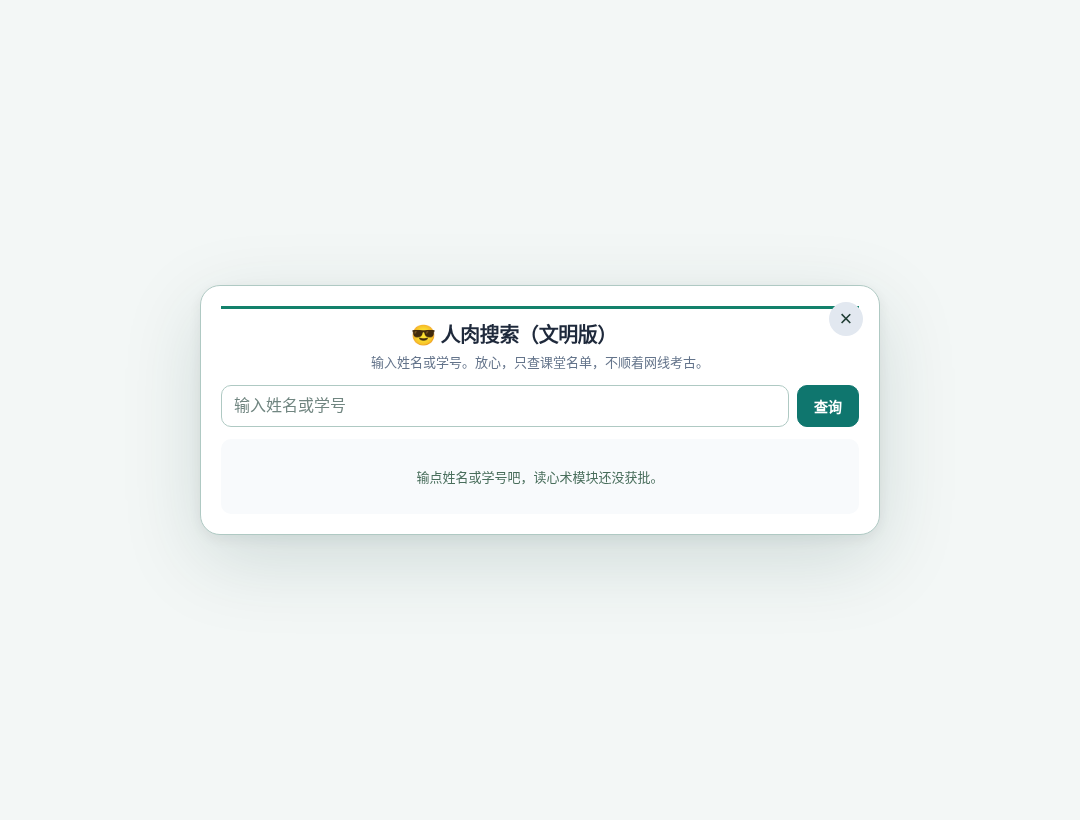 😎 人肉搜索（文明版）
×
输入姓名或学号。放心，只查课堂名单，不顺着网线考古。
输入姓名或学号
查询
输点姓名或学号吧，读心术模块还没获批。